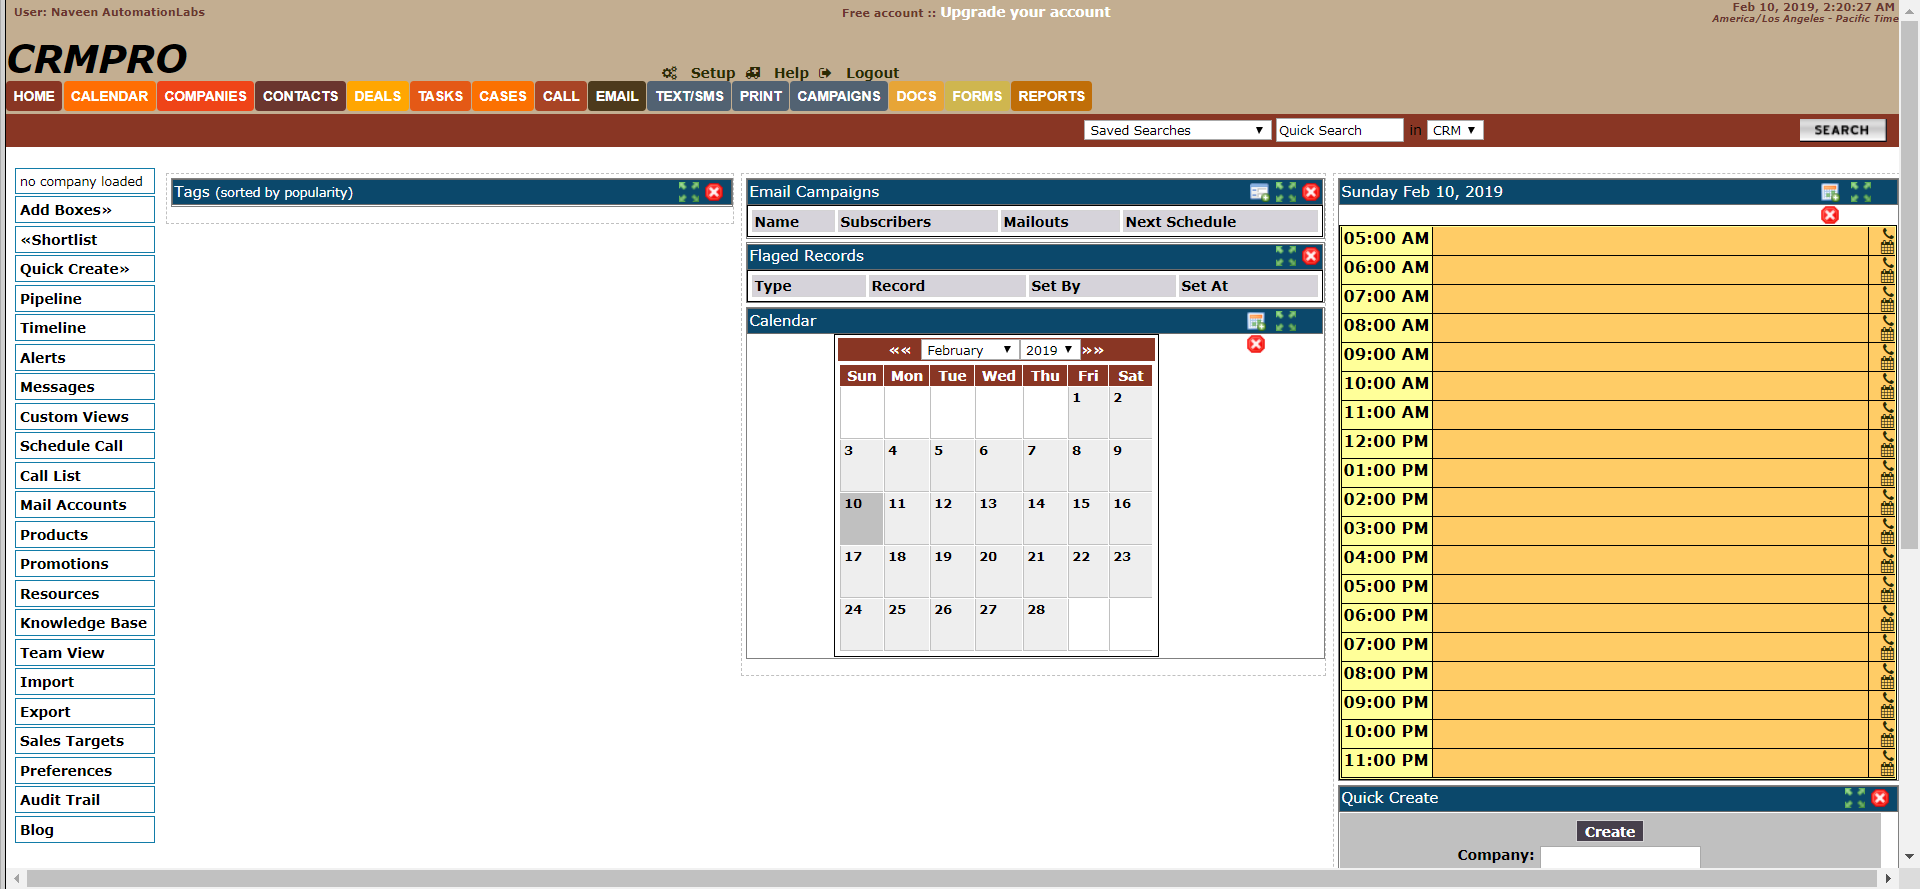 User: Naveen AutomationLabs
Free account :: Upgrade your account
Feb 10, 2019, 2:20:27 AM
America/Los Angeles - Pacific Time
CRMPRO
Setup Help Logout
HOME CALENDAR COMPANIES CONTACTS DEALS TASKS CASES CALL EMAIL TEXT/SMS PRINT CAMPAIGNS DOCS FORMS REPORTS
Saved Searches Quick Search in CRM SEARCH
no company loaded
Add Boxes»
«Shortlist
Quick Create»
Pipeline
Timeline
Alerts
Messages
Custom Views
Schedule Call
Call List
Mail Accounts
Products
Promotions
Resources
Knowledge Base
Team View
Import
Export
Sales Targets
Preferences
Audit Trail
Blog
Tags (sorted by popularity)
Email Campaigns
Name Subscribers Mailouts Next Schedule
Flaged Records
Type Record Set By Set At
Calendar
«« February 2019 »»
Sun Mon Tue Wed Thu Fri Sat
1 2
3 4 5 6 7 8 9
10 11 12 13 14 15 16
17 18 19 20 21 22 23
24 25 26 27 28
Sunday Feb 10, 2019
05:00 AM
06:00 AM
07:00 AM
08:00 AM
09:00 AM
10:00 AM
11:00 AM
12:00 PM
01:00 PM
02:00 PM
03:00 PM
04:00 PM
05:00 PM
06:00 PM
07:00 PM
08:00 PM
09:00 PM
10:00 PM
11:00 PM
Quick Create
Create
Company: